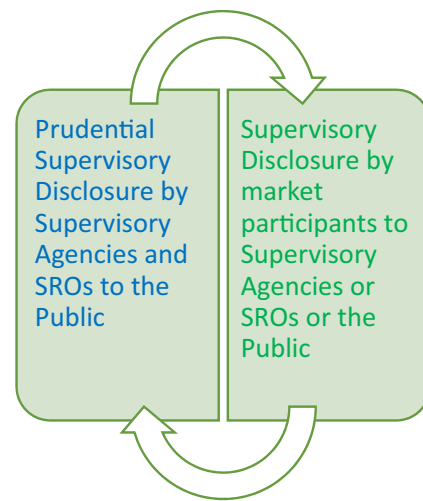 Prudential
Supervisory
Disclosure by
Supervisory
Agencies and
SROs to the
Public
Supervisory
Disclosure by
market
participants to
Supervisory
Agencies or
SROs or the
Public